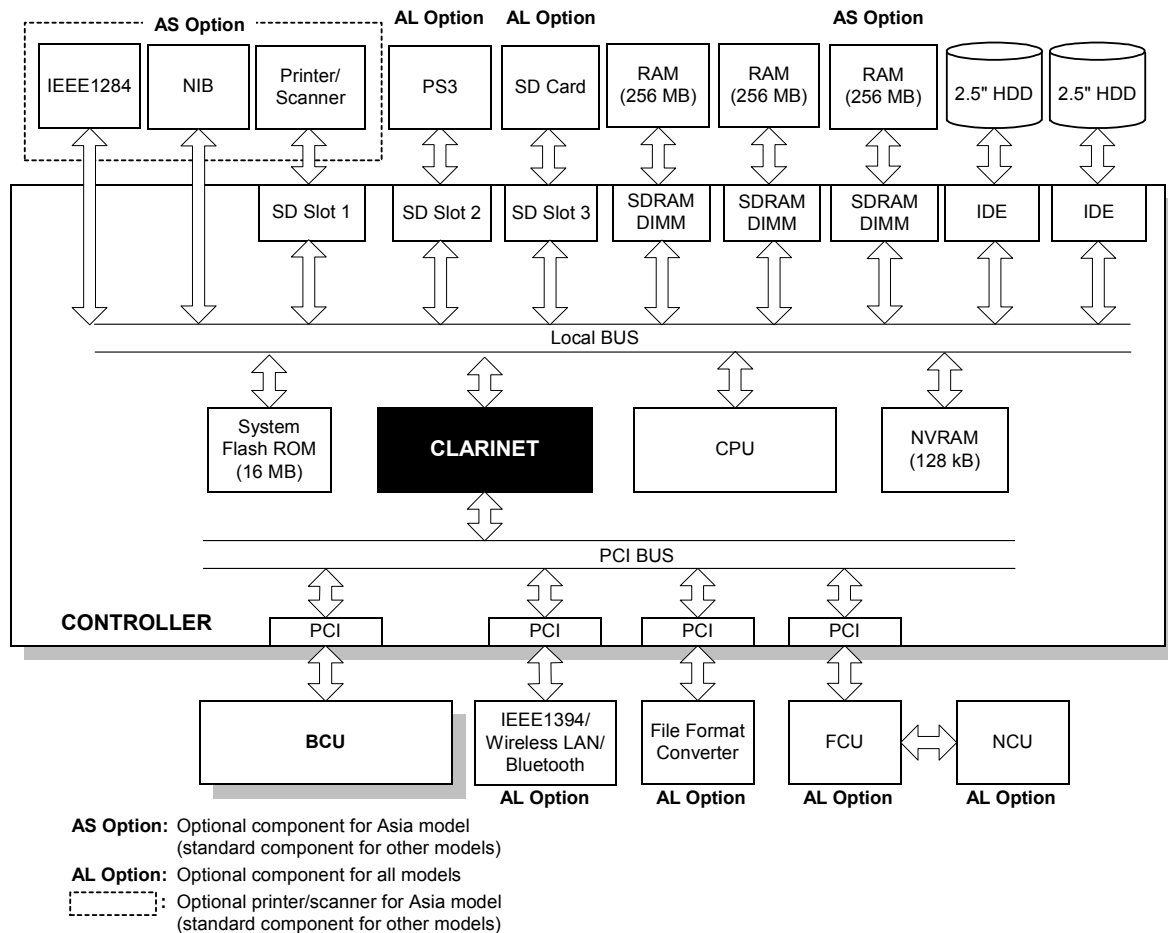 AS Option
AL Option
AL Option
AS Option
IEEE1284
NIB
Printer/
Scanner
PS3
SD Card
RAM
(256 MB)
RAM
(256 MB)
RAM
(256 MB)
2.5" HDD
2.5" HDD
SD Slot 1
SD Slot 2
SD Slot 3
SDRAM
DIMM
SDRAM
DIMM
SDRAM
DIMM
IDE
IDE
Local BUS
System
Flash ROM
(16 MB)
CLARINET
CPU
NVRAM
(128 kB)
PCI BUS
CONTROLLER
PCI
PCI
PCI
PCI
BCU
IEEE1394/
Wireless LAN/
Bluetooth
File Format
Converter
FCU
NCU
AL Option
AL Option
AL Option
AL Option
AS Option: Optional component for Asia model
(standard component for other models)
AL Option: Optional component for all models
: Optional printer/scanner for Asia model
(standard component for other models)